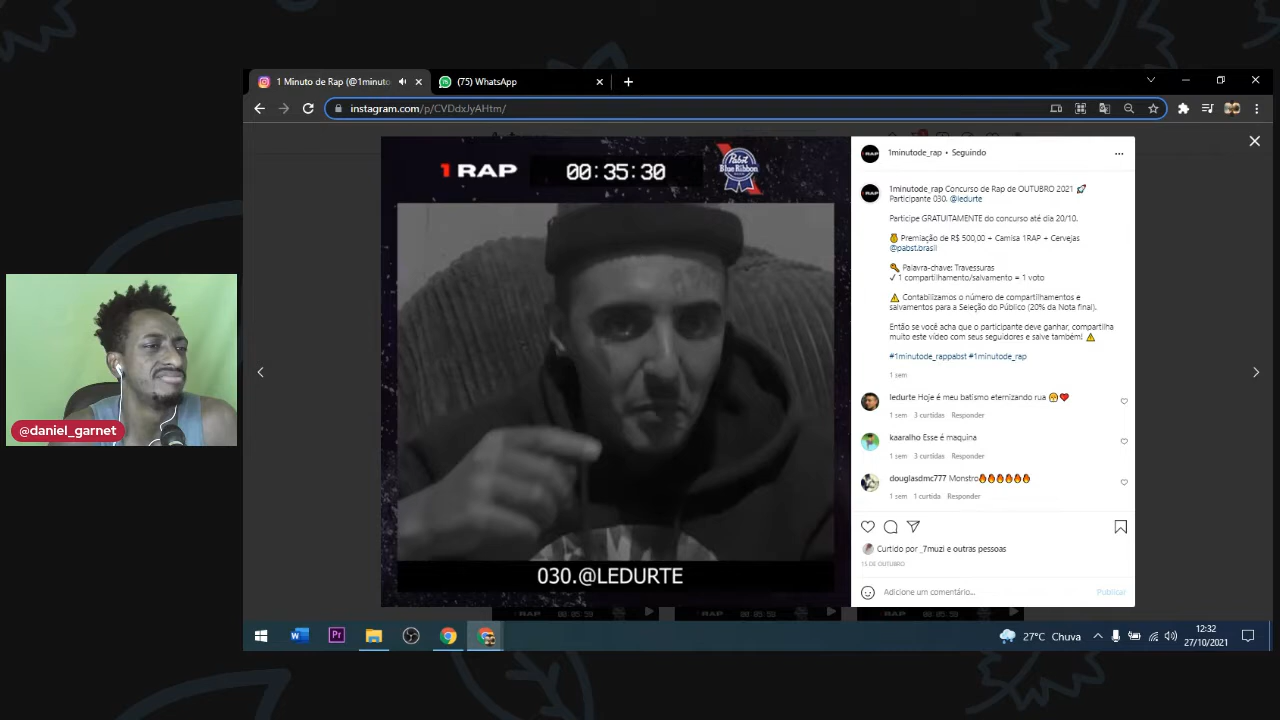 1 Minuto de Rap (@1minuto
(75) WhatsApp
instagram.com/p/CVDdxJyAHtm/
1 RAP
00:35:30
Pabst
Blue Ribbon
030.@LEDURTE
@daniel_garnet
1minutode_rap • Seguindo
1minutode_rap Concurso de Rap de OUTUBRO 2021 🚀
Participante 030. @ledurte
Participe GRATUITAMENTE do concurso até dia 20/10.
🏅 Premiação de R$ 500,00 + Camisa 1RAP + Cervejas
@pabst.brasil
🔑 Palavra-chave: Travessuras
✓ 1 compartilhamento/salvamento = 1 voto
⚠️ Contabilizamos o número de compartilhamentos e
salvamentos para a Seleção do Público (20% da Nota final).
Então se você acha que o participante deve ganhar, compartilha
muito este vídeo com seus seguidores e salve também! ⚠️
#1minutode_rappabst #1minutode_rap
1 sem
ledurte Hoje é meu batismo eternizando rua
1 sem 3 curtidas Responder
kaaralho Esse é maquina
1 sem 3 curtidas Responder
douglasdmc777 Monstro🔥🔥🔥🔥🔥🔥
1 sem 1 curtida Responder
Curtido por _7muzi e outras pessoas
15 DE OUTUBRO
Adicione um comentário...
Publicar
27°C Chuva
12:32
27/10/2021